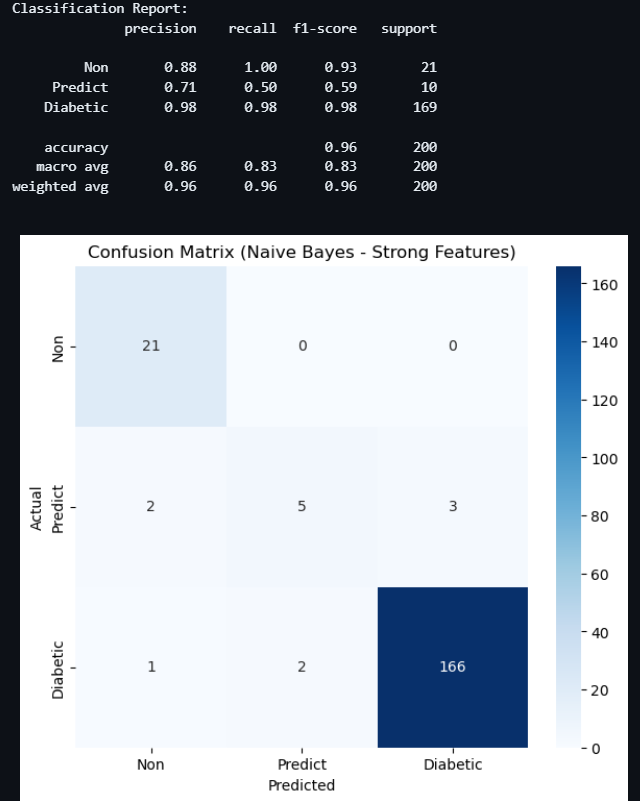 Classification Report:
precision recall f1-score support
Non 0.88 1.00 0.93 21
Predict 0.71 0.50 0.59 10
Diabetic 0.98 0.98 0.98 169
accuracy 0.96 200
macro avg 0.86 0.83 0.83 200
weighted avg 0.96 0.96 0.96 200
Confusion Matrix (Naive Bayes - Strong Features)
Non 21 0 0
Predict 2 5 3
Diabetic 1 2 166
Actual
Non Predict Diabetic
Predicted
160
140
120
100
80
60
40
20
0